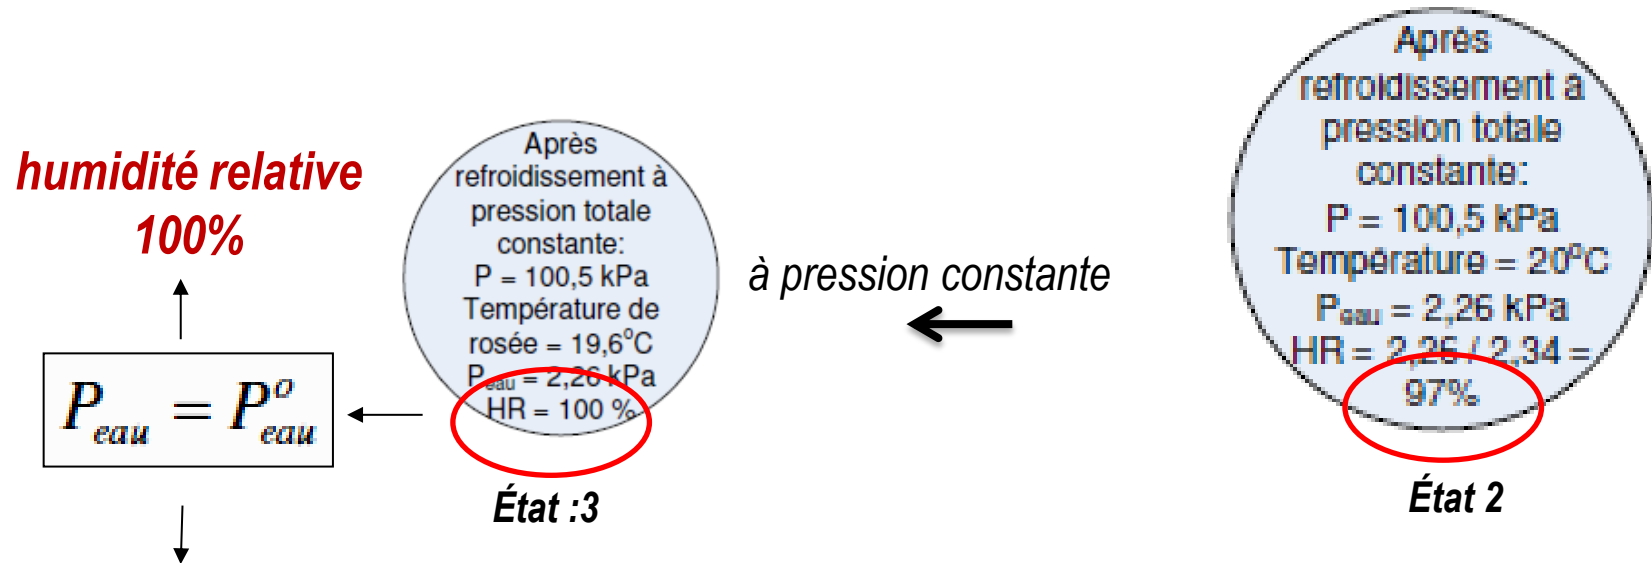 humidité relative
100%
P_eau = P°_eau
Après
refroidissement à
pression totale
constante:
P = 100,5 kPa
Température de
rosée = 19,6°C
Peau = 2,26 kPa
HR = 100 %
État :3
à pression constante
Après
refroidissement à
pression totale
constante:
P = 100,5 kPa
Température = 20°C
Peau = 2,26 kPa
HR = 2,26 / 2,34 =
97%
État 2